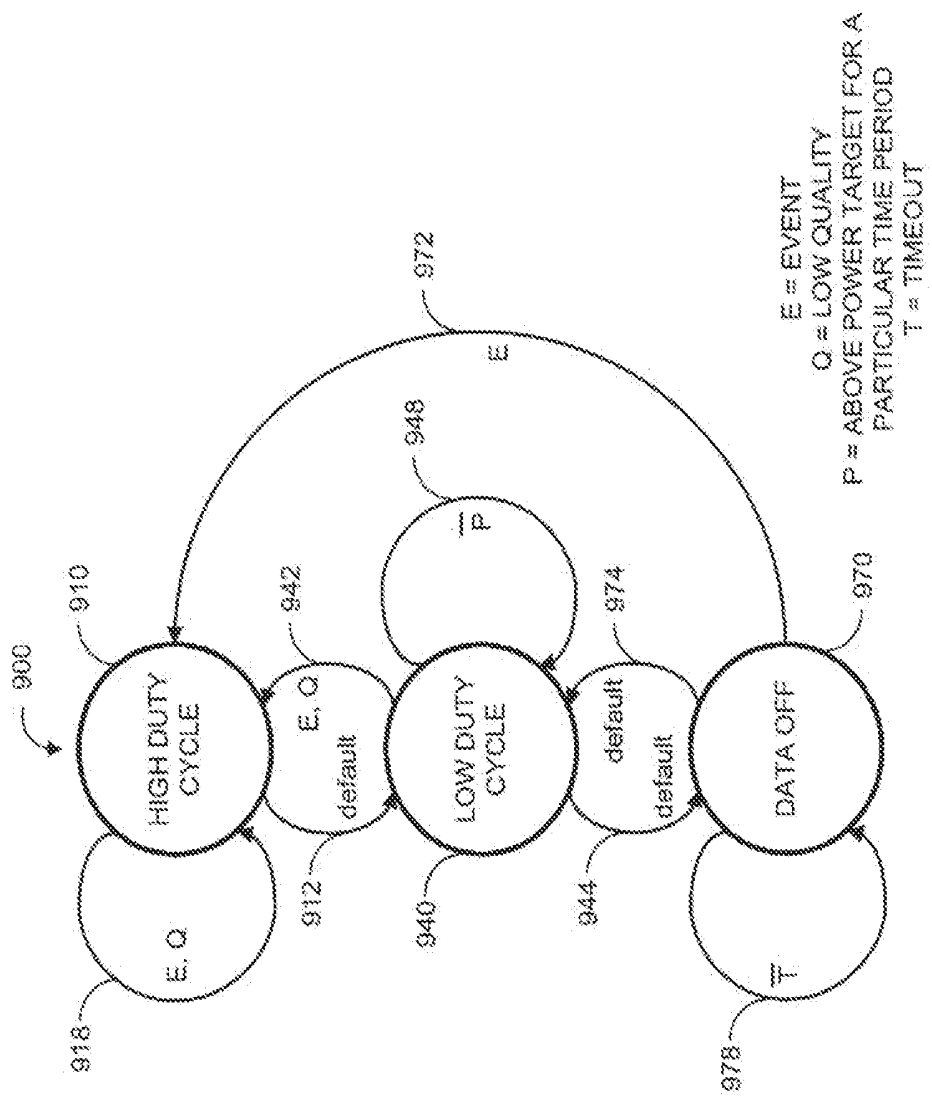 900
910
HIGH DUTY
CYCLE
918
E, Q
912
default
E, Q
942
940
LOW DUTY
CYCLE
948
P̅
972
E
944
default
default
974
970
DATA OFF
978
T̅
E = EVENT
Q = LOW QUALITY
P = ABOVE POWER TARGET FOR A
PARTICULAR TIME PERIOD
T = TIMEOUT